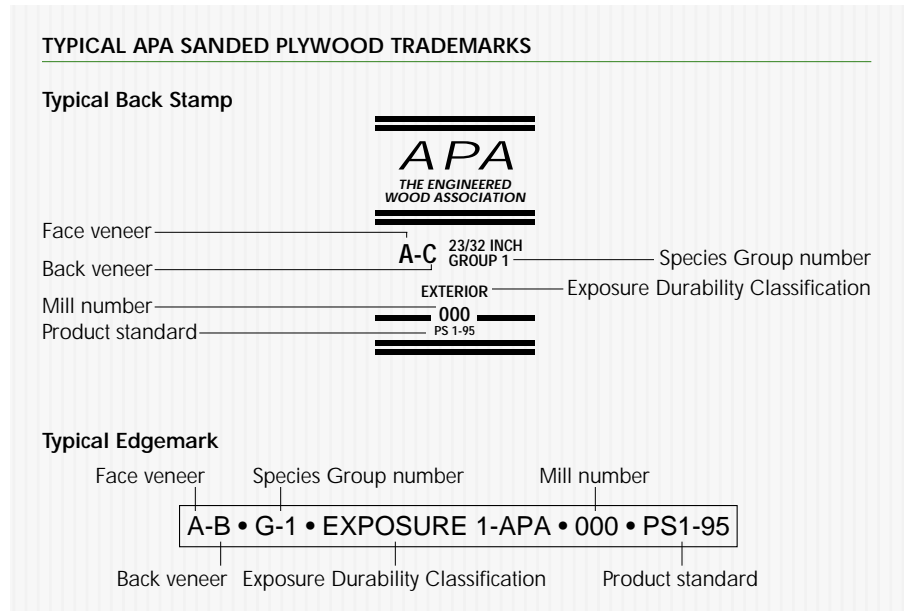 TYPICAL APA SANDED PLYWOOD TRADEMARKS
Typical Back Stamp
APA
THE ENGINEERED
WOOD ASSOCIATION
Face veneer
A-C 23/32 INCH
GROUP 1
Species Group number
Back veneer
EXTERIOR
Exposure Durability Classification
Mill number
000
Product standard
PS 1-95
Typical Edgemark
Face veneer Species Group number Mill number
A-B • G-1 • EXPOSURE 1-APA • 000 • PS1-95
Back veneer Exposure Durability Classification Product standard